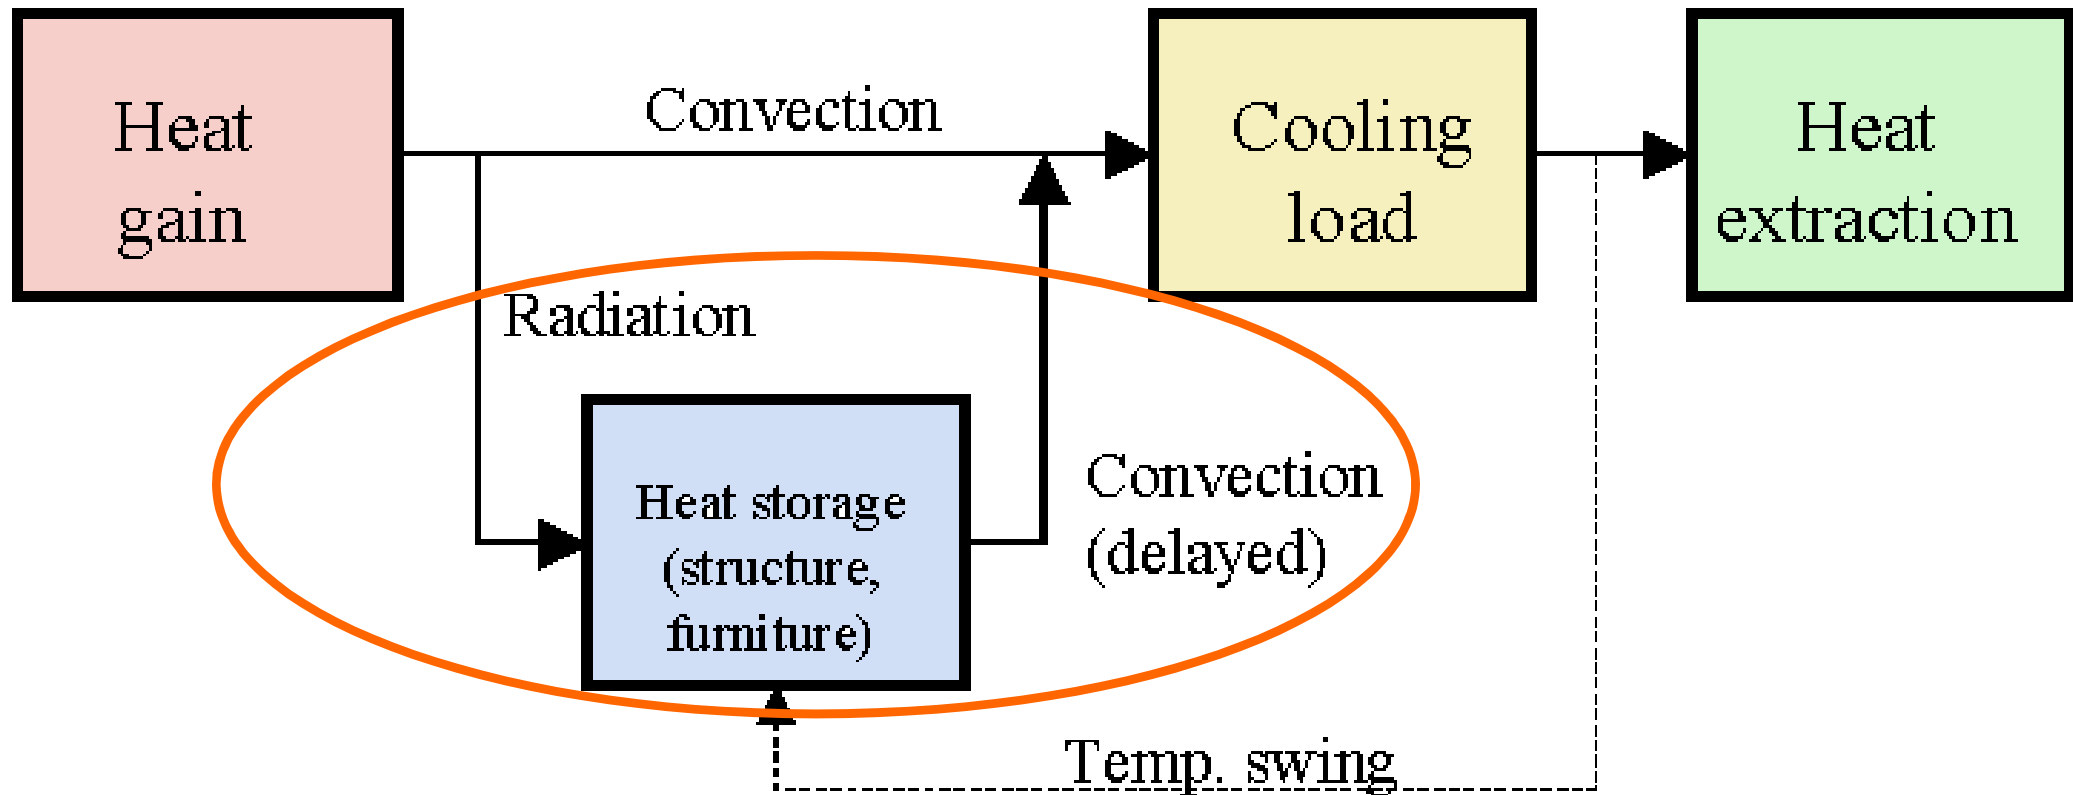 Heat
gain
Convection
Cooling
load
Heat
extraction
Radiation
Heat storage
(structure,
furniture)
Convection
(delayed)
Temp. swing